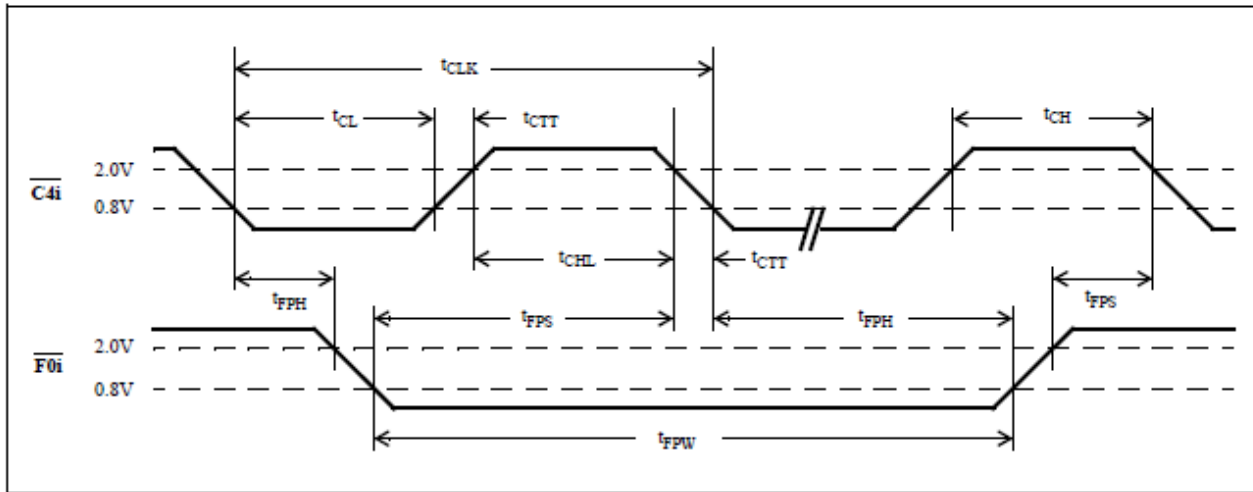 tCLK
tCL tCTT tCH
C4i 2.0V
0.8V
tCHL tCTT
tFPH tFPS
tFPS tFPH
F0i 2.0V
0.8V
tFPW